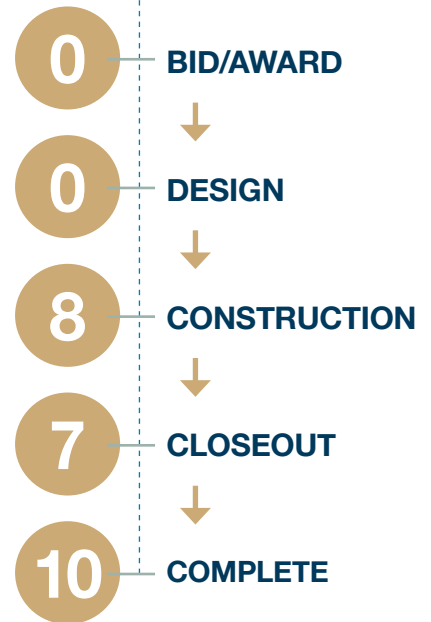 0 BID/AWARD
0 DESIGN
8 CONSTRUCTION
7 CLOSEOUT
10 COMPLETE